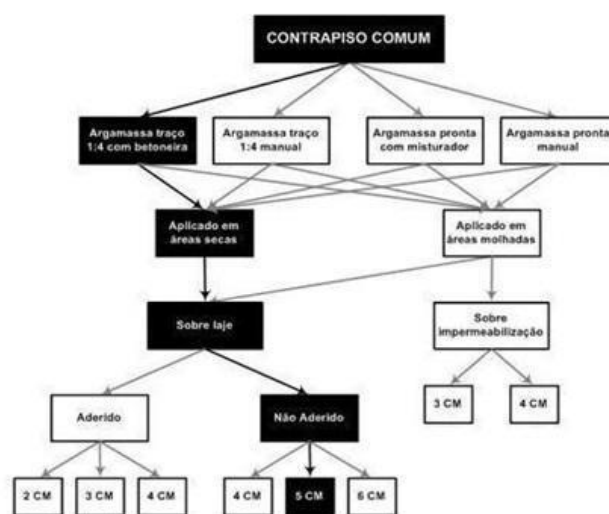 CONTRAPISO COMUM
Argamassa traço
1:4 com betoneira
Argamassa traço
1:4 manual
Argamassa pronta
com misturador
Argamassa pronta
manual
Aplicado em
áreas secas
Aplicado em
áreas molhadas
Sobre laje
Sobre
impermeabilização
3 CM
4 CM
Aderido
Não Aderido
2 CM
3 CM
4 CM
4 CM
5 CM
6 CM